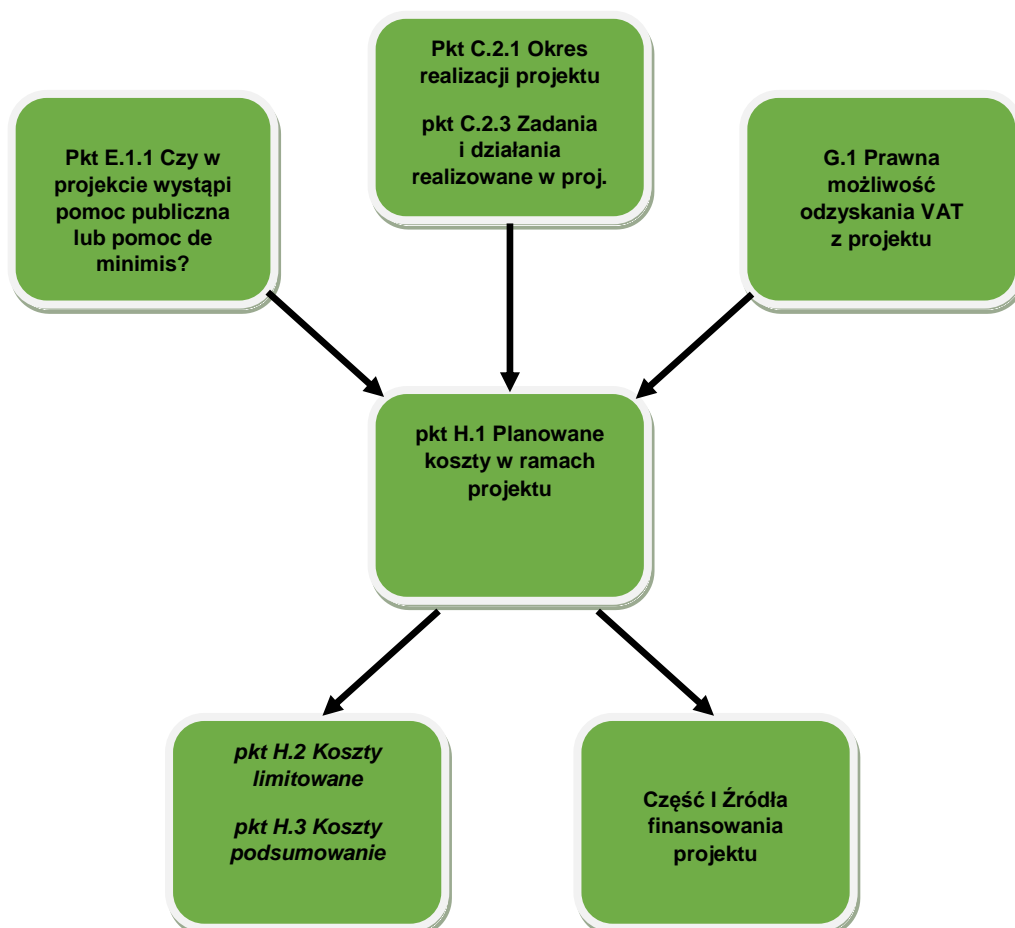 Pkt C.2.1 Okres
realizacji projektu
pkt C.2.3 Zadania
i działania
realizowane w proj.
Pkt E.1.1 Czy w
projekcie wystąpi
pomoc publiczna
lub pomoc de
minimis?
G.1 Prawna
możliwość
odzyskania VAT
z projektu
pkt H.1 Planowane
koszty w ramach
projektu
pkt H.2 Koszty
limitowane
pkt H.3 Koszty
podsumowanie
Część I Źródła
finansowania
projektu